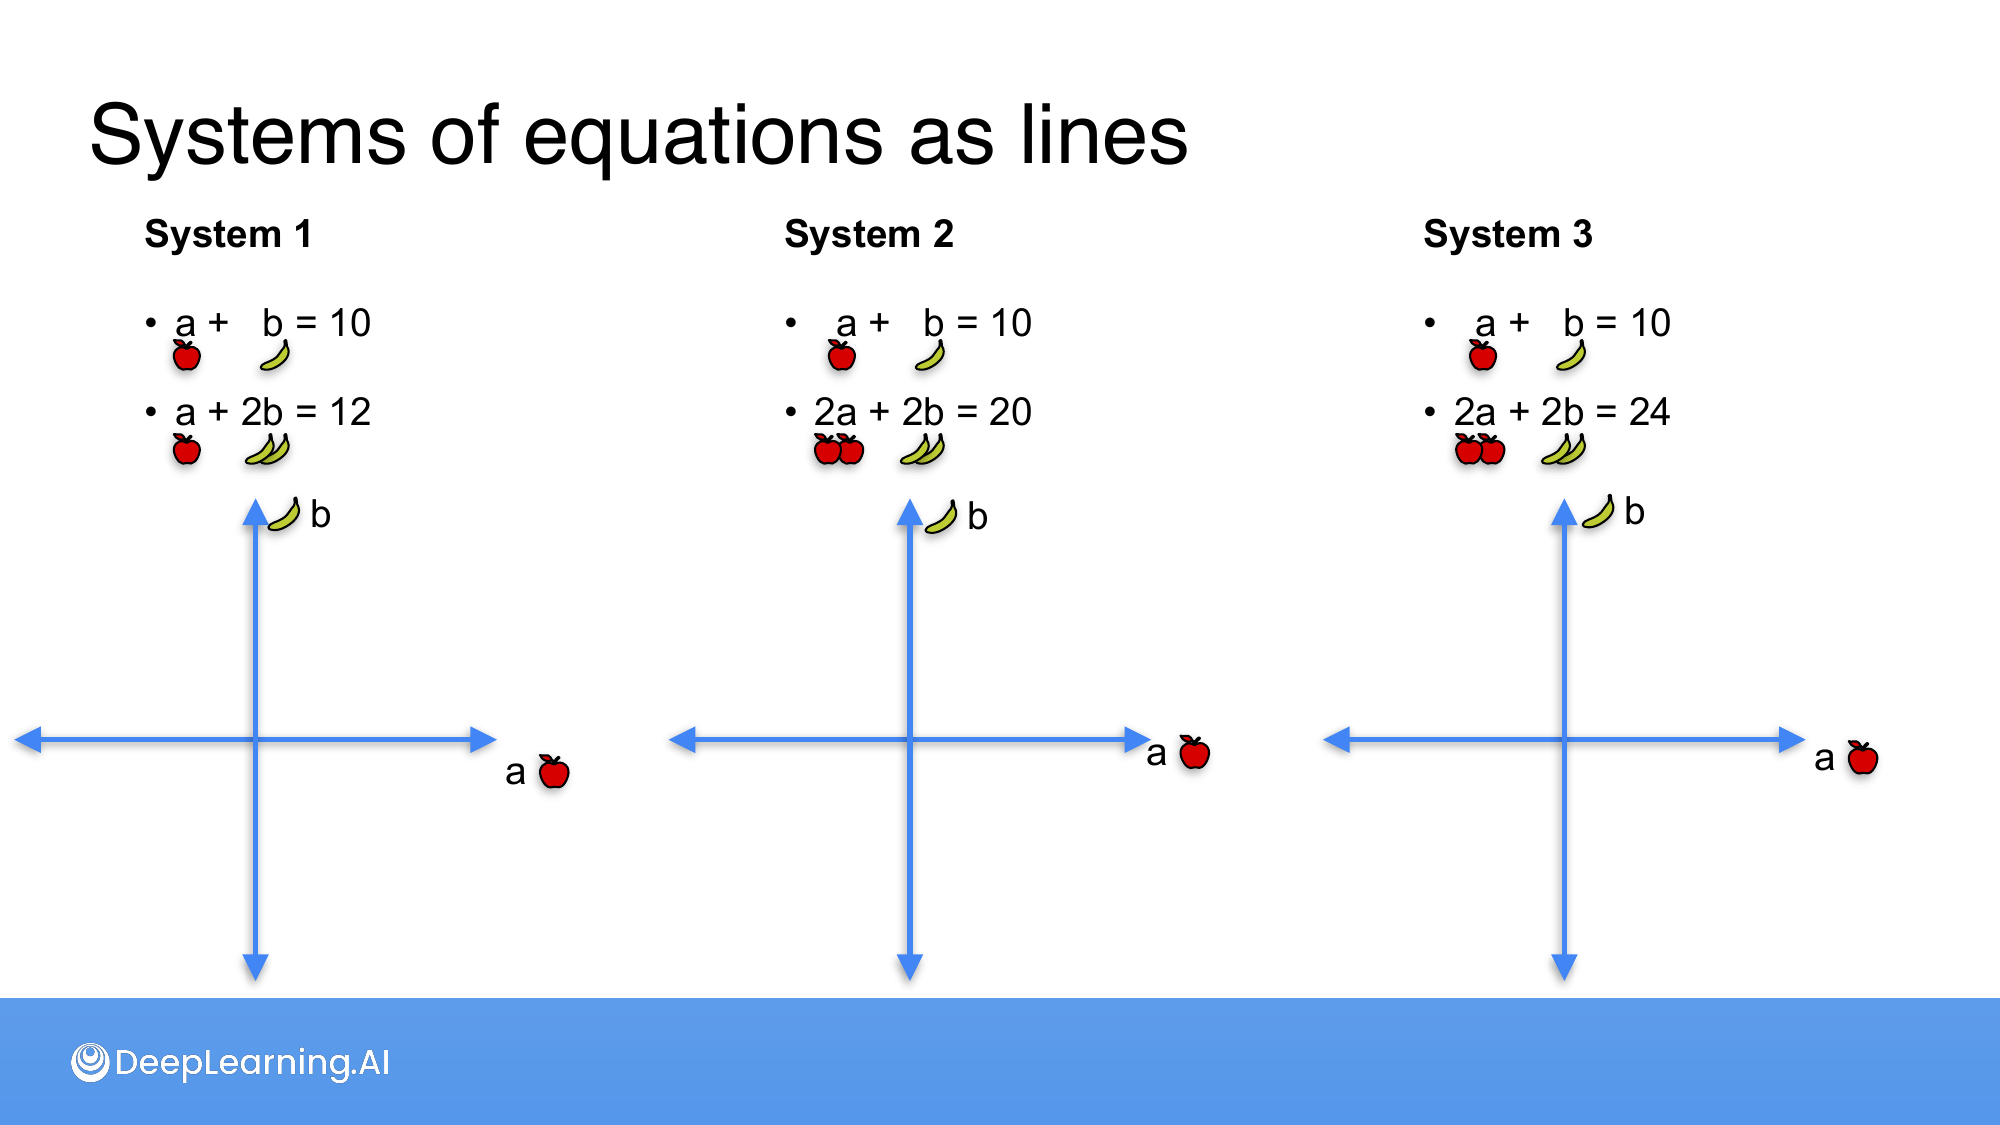 Systems of equations as lines
System 1
• a + b = 10
• a + 2b = 12
b
a
System 2
• a + b = 10
• 2a + 2b = 20
b
a
System 3
• a + b = 10
• 2a + 2b = 24
b
a
DeepLearning.AI